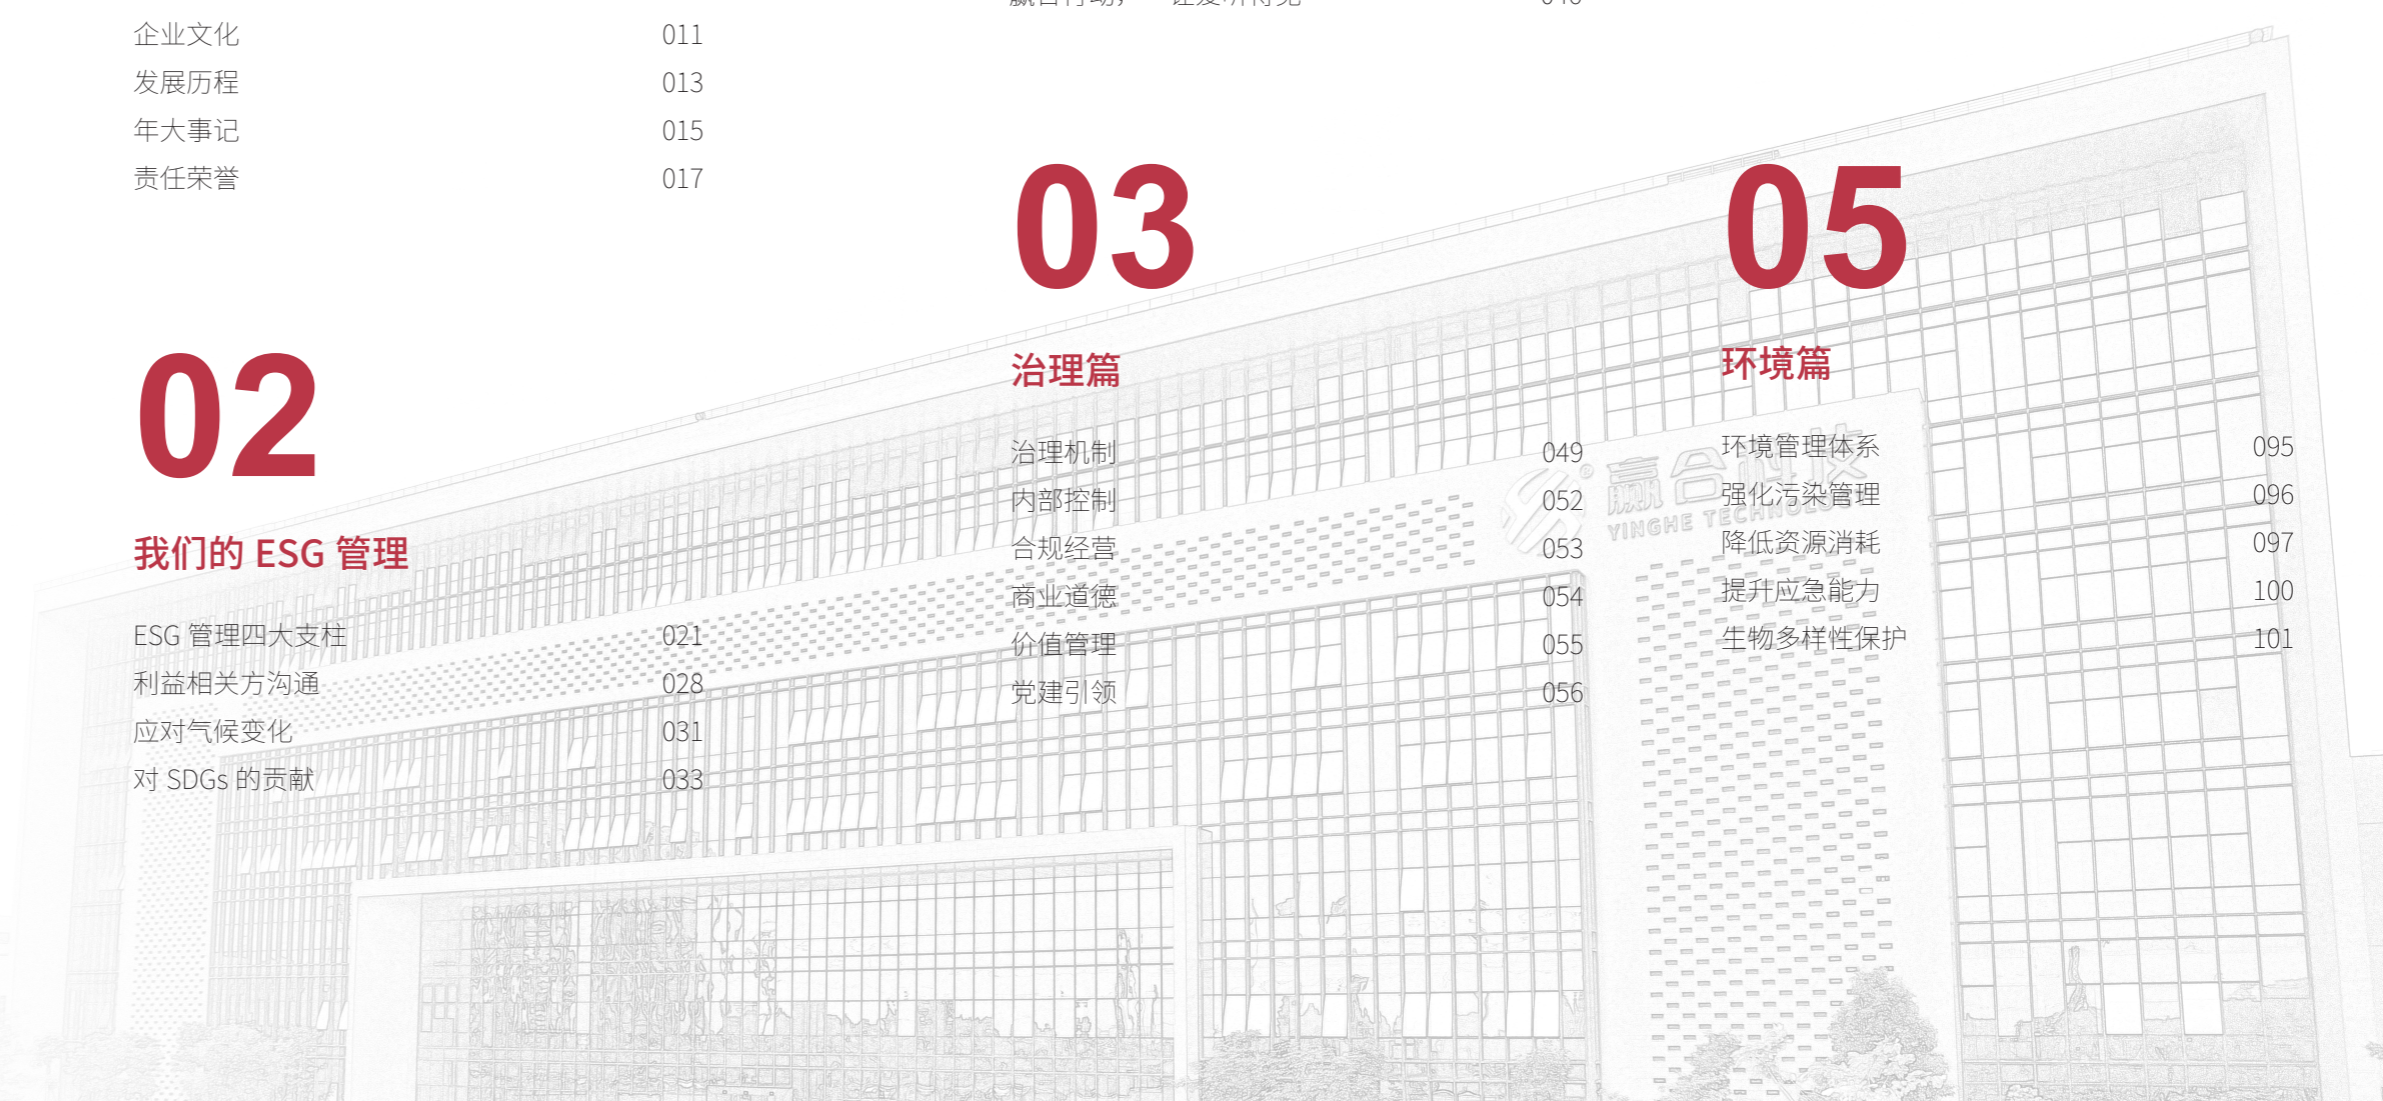 企业文化 011
发展历程 013
年大事记 015
责任荣誉 017
02
我们的 ESG 管理
ESG 管理四大支柱 021
利益相关方沟通 028
应对气候变化 031
对 SDGs 的贡献 033
03
治理篇
治理机制 049
内部控制 052
合规经营 053
商业道德 054
价值管理 055
党建引领 056
05
环境篇
环境管理体系 095
强化污染管理 096
降低资源消耗 097
提升应急能力 100
生物多样性保护 101
赢合科技
YINGHE TECHNOLOGY